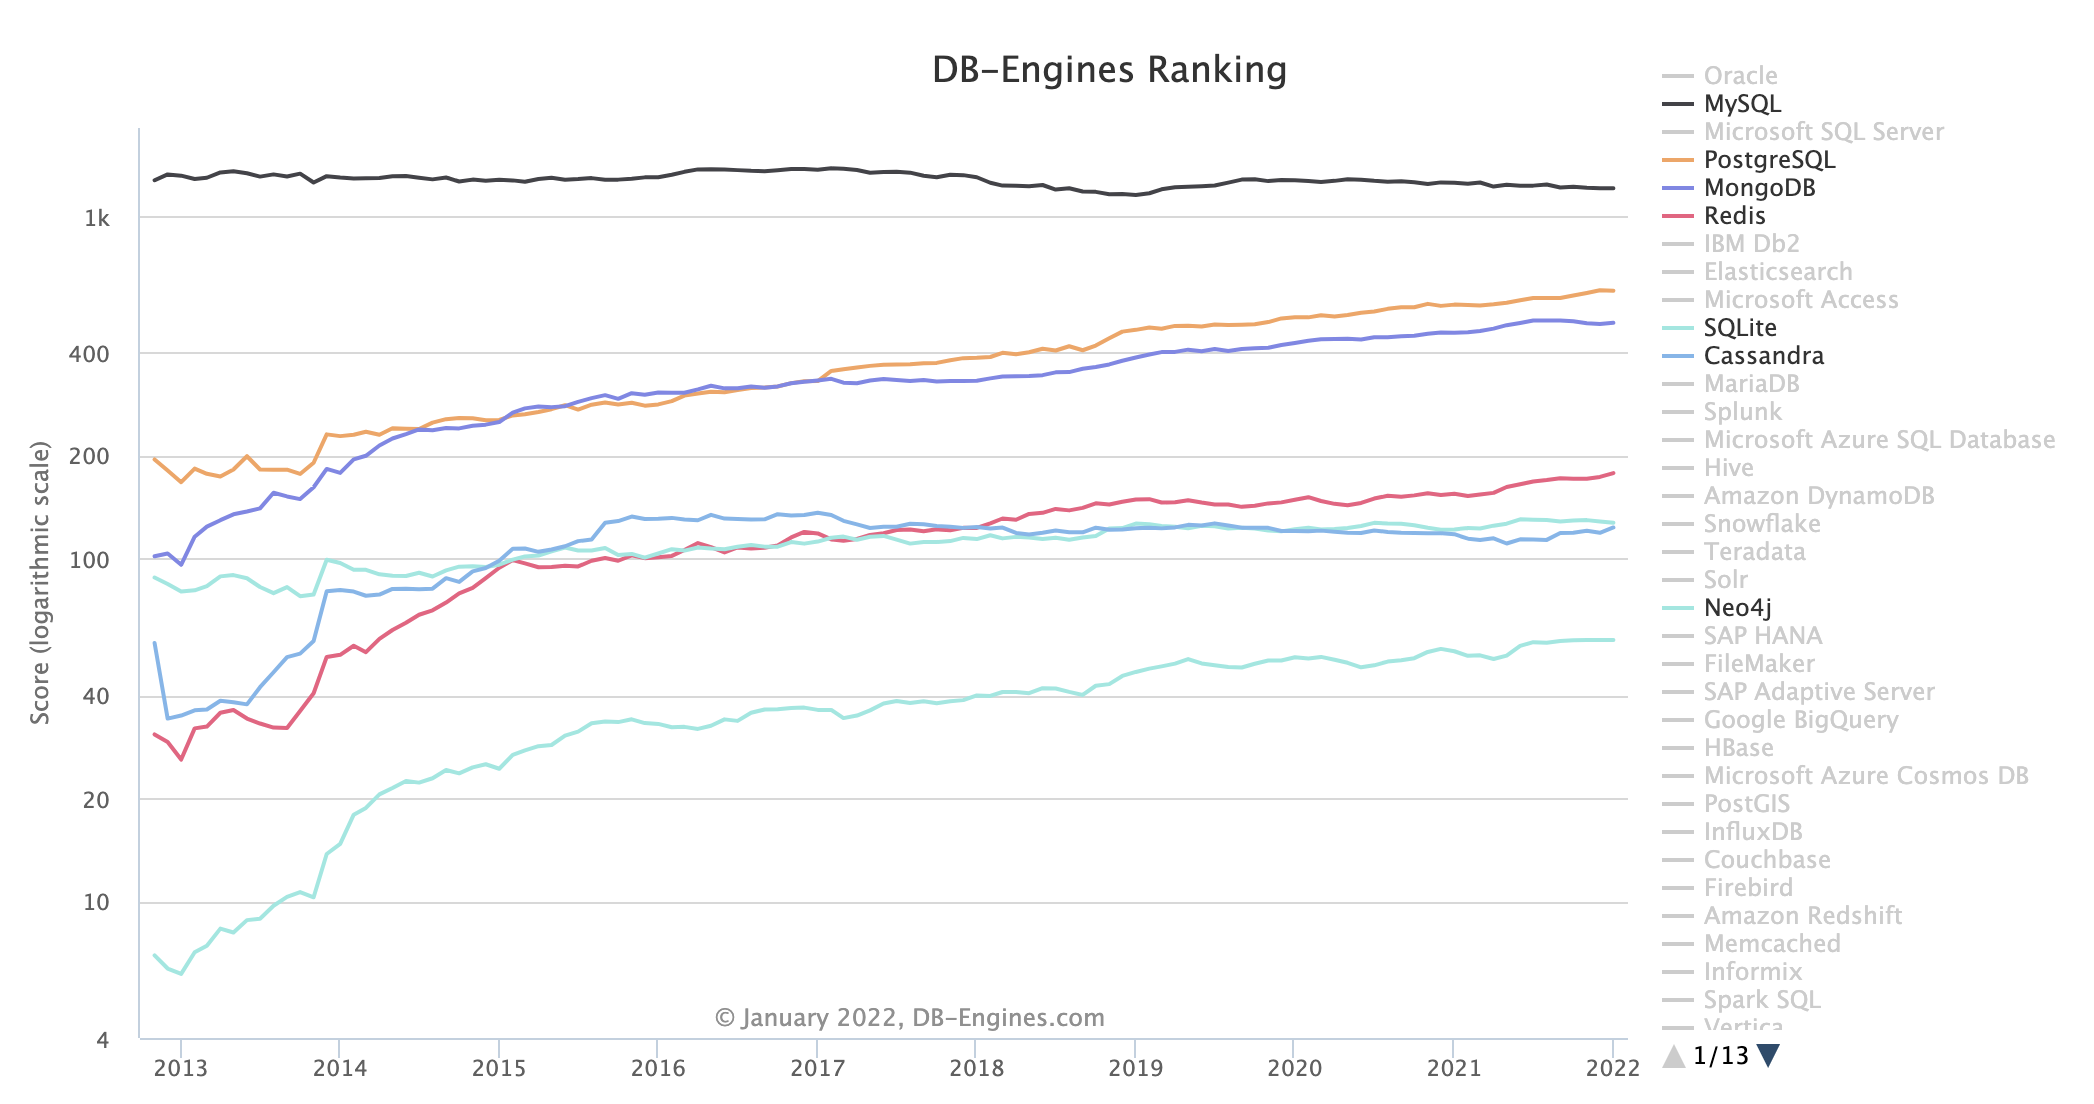 DB-Engines Ranking
Score (logarithmic scale)
1k
400
200
100
40
20
10
4
2013 2014 2015 2016 2017 2018 2019 2020 2021 2022
© January 2022, DB-Engines.com
Oracle
MySQL
Microsoft SQL Server
PostgreSQL
MongoDB
Redis
IBM Db2
Elasticsearch
Microsoft Access
SQLite
Cassandra
MariaDB
Splunk
Microsoft Azure SQL Database
Hive
Amazon DynamoDB
Snowflake
Teradata
Solr
Neo4j
SAP HANA
FileMaker
SAP Adaptive Server
Google BigQuery
HBase
Microsoft Azure Cosmos DB
PostGIS
InfluxDB
Couchbase
Firebird
Amazon Redshift
Memcached
Informix
Spark SQL
Vertica
1/13